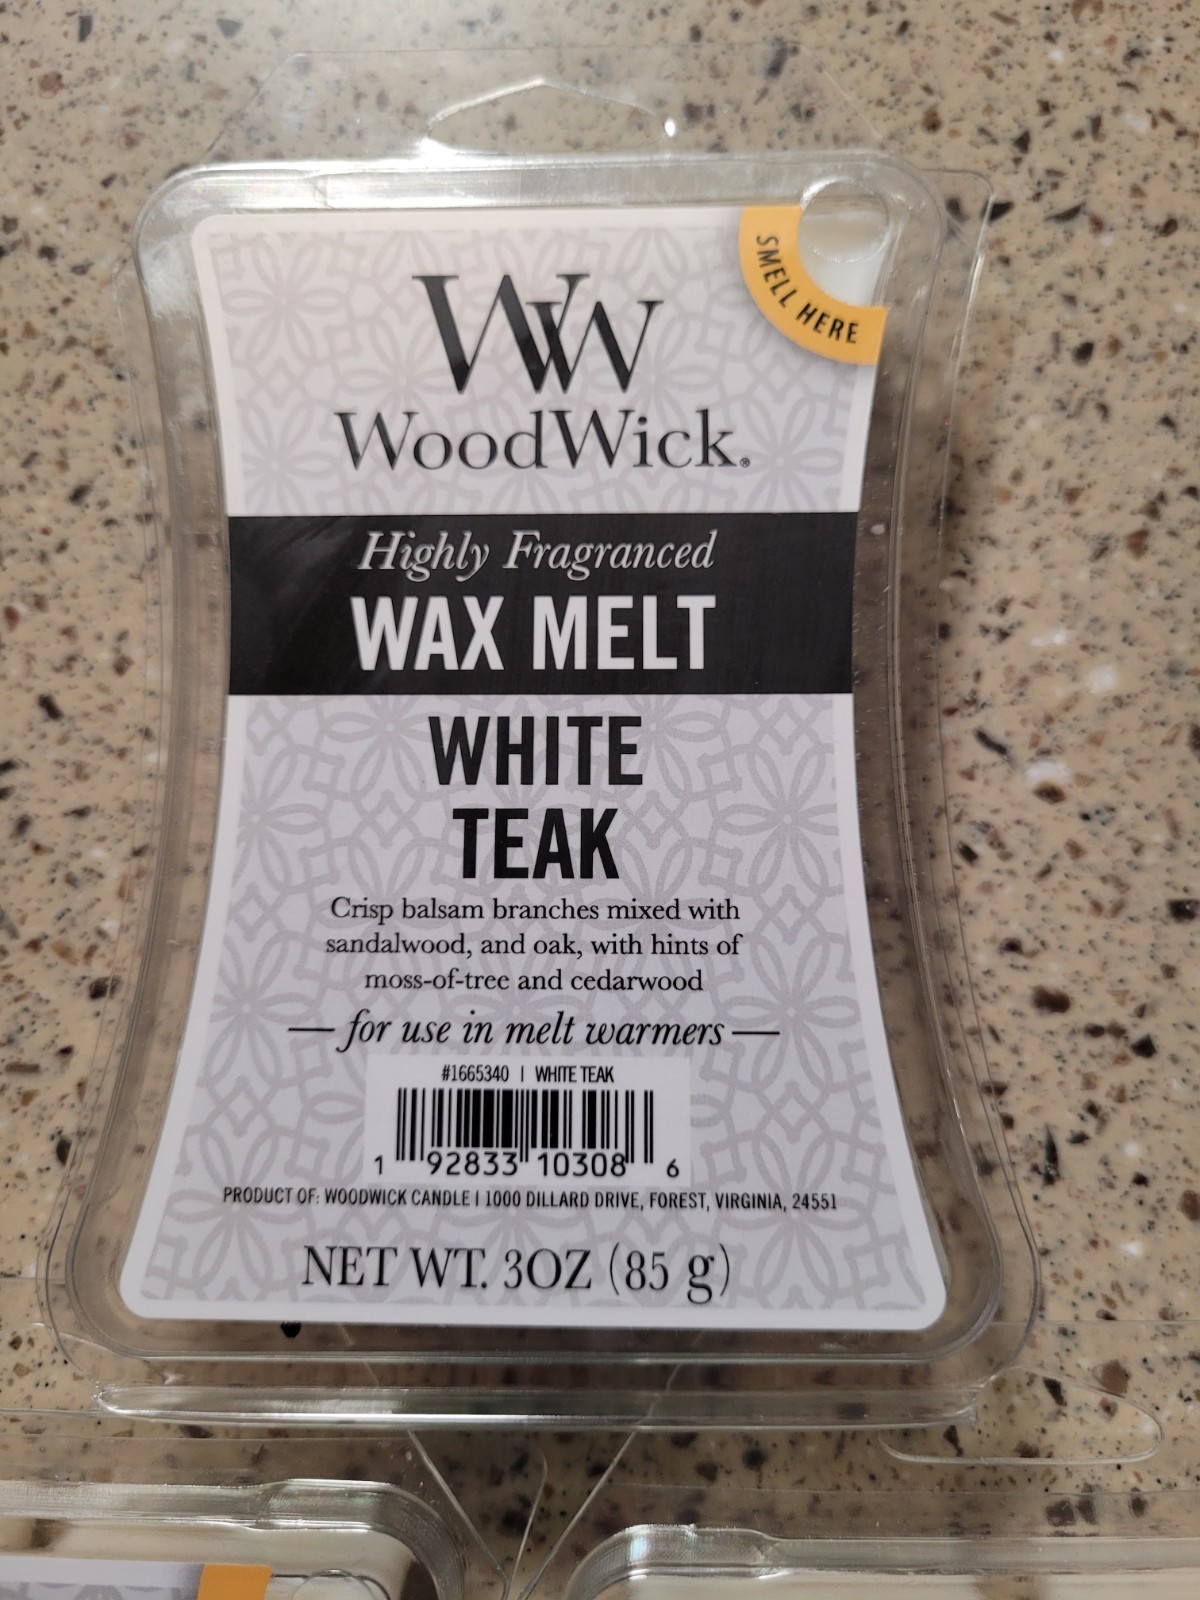 SMELL HERE
WW
WoodWick®
Highly Fragranced
WAX MELT
WHITE
TEAK
Crisp balsam branches mixed with
sandalwood, and oak, with hints of
moss-of-tree and cedarwood
— for use in melt warmers —
#1665340 | WHITE TEAK
1 92833 10308 6
PRODUCT OF: WOODWICK CANDLE | 1000 DILLARD DRIVE, FOREST, VIRGINIA, 24551
NET WT. 3OZ (85 g)